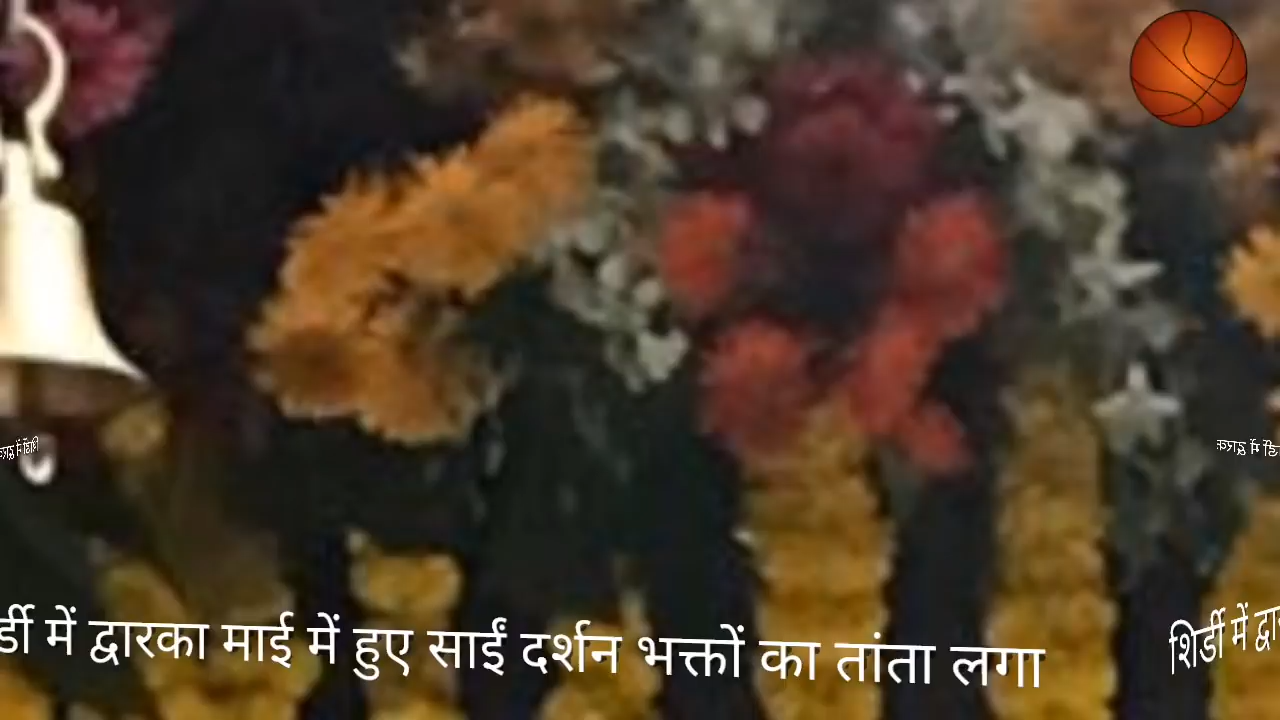 र्डी में द्वारका माई में हुए साईं दर्शन भक्तों का तांता लगा
शिर्डी में द्वा